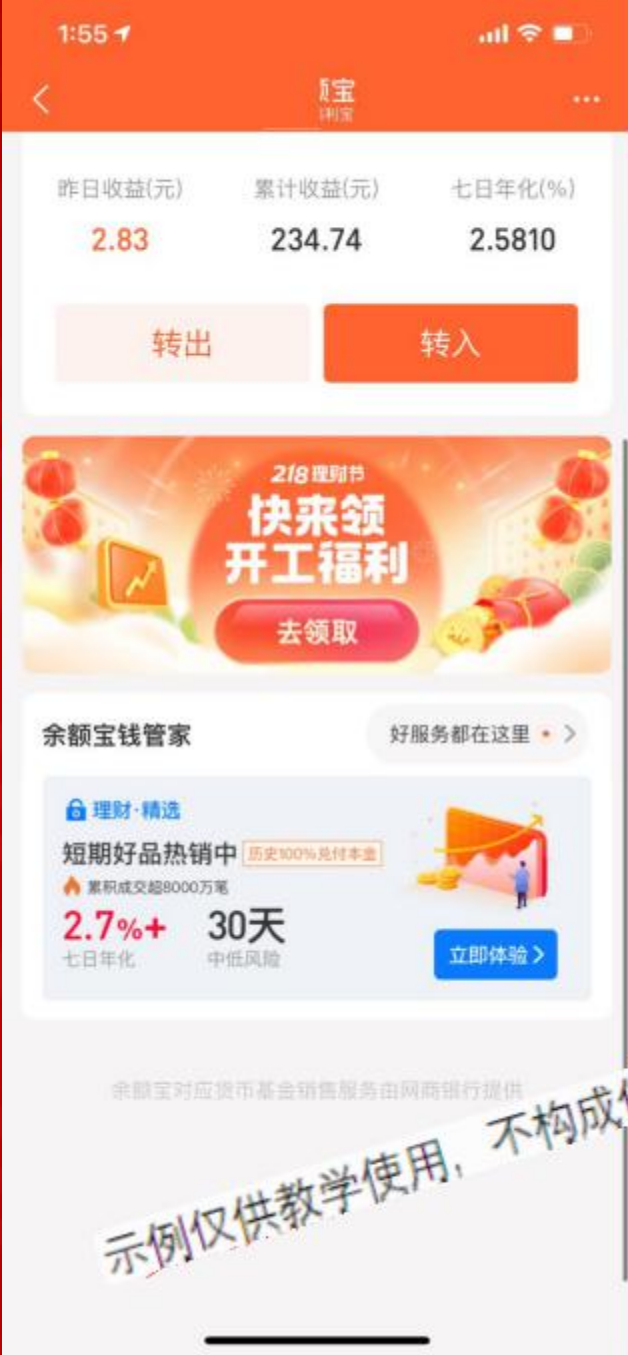 1:55
宝
利宝
昨日收益(元) 累计收益(元) 七日年化(%)
2.83 234.74 2.5810
转出 转入
218理财节
快来领
开工福利
去领取
余额宝钱管家 好服务都在这里
理财·精选
短期好品热销中 历史100%兑付本金
累积成交超8000万笔
2.7%+ 30天
七日年化 中低风险
立即体验
余额宝对应货币基金销售服务由网商银行提供
示例仅供教学使用，不构成